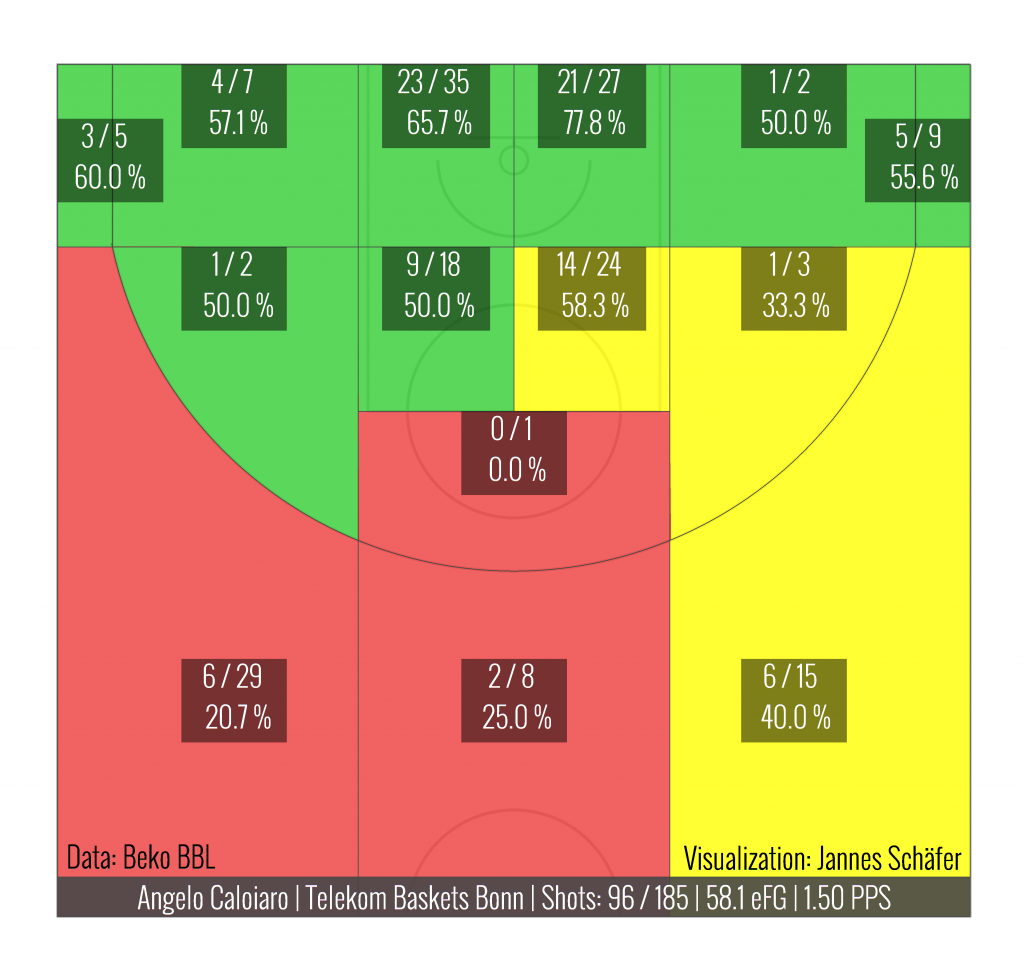 4 / 7
57.1 %
23 / 35
65.7 %
21 / 27
77.8 %
1 / 2
50.0 %
3 / 5
60.0 %
5 / 9
55.6 %
1 / 2
50.0 %
9 / 18
50.0 %
14 / 24
58.3 %
1 / 3
33.3 %
0 / 1
0.0 %
6 / 29
20.7 %
2 / 8
25.0 %
6 / 15
40.0 %
Data: Beko BBL
Visualization: Jannes Schäfer
Angelo Caloiaro | Telekom Baskets Bonn | Shots: 96 / 185 | 58.1 eFG | 1.50 PPS